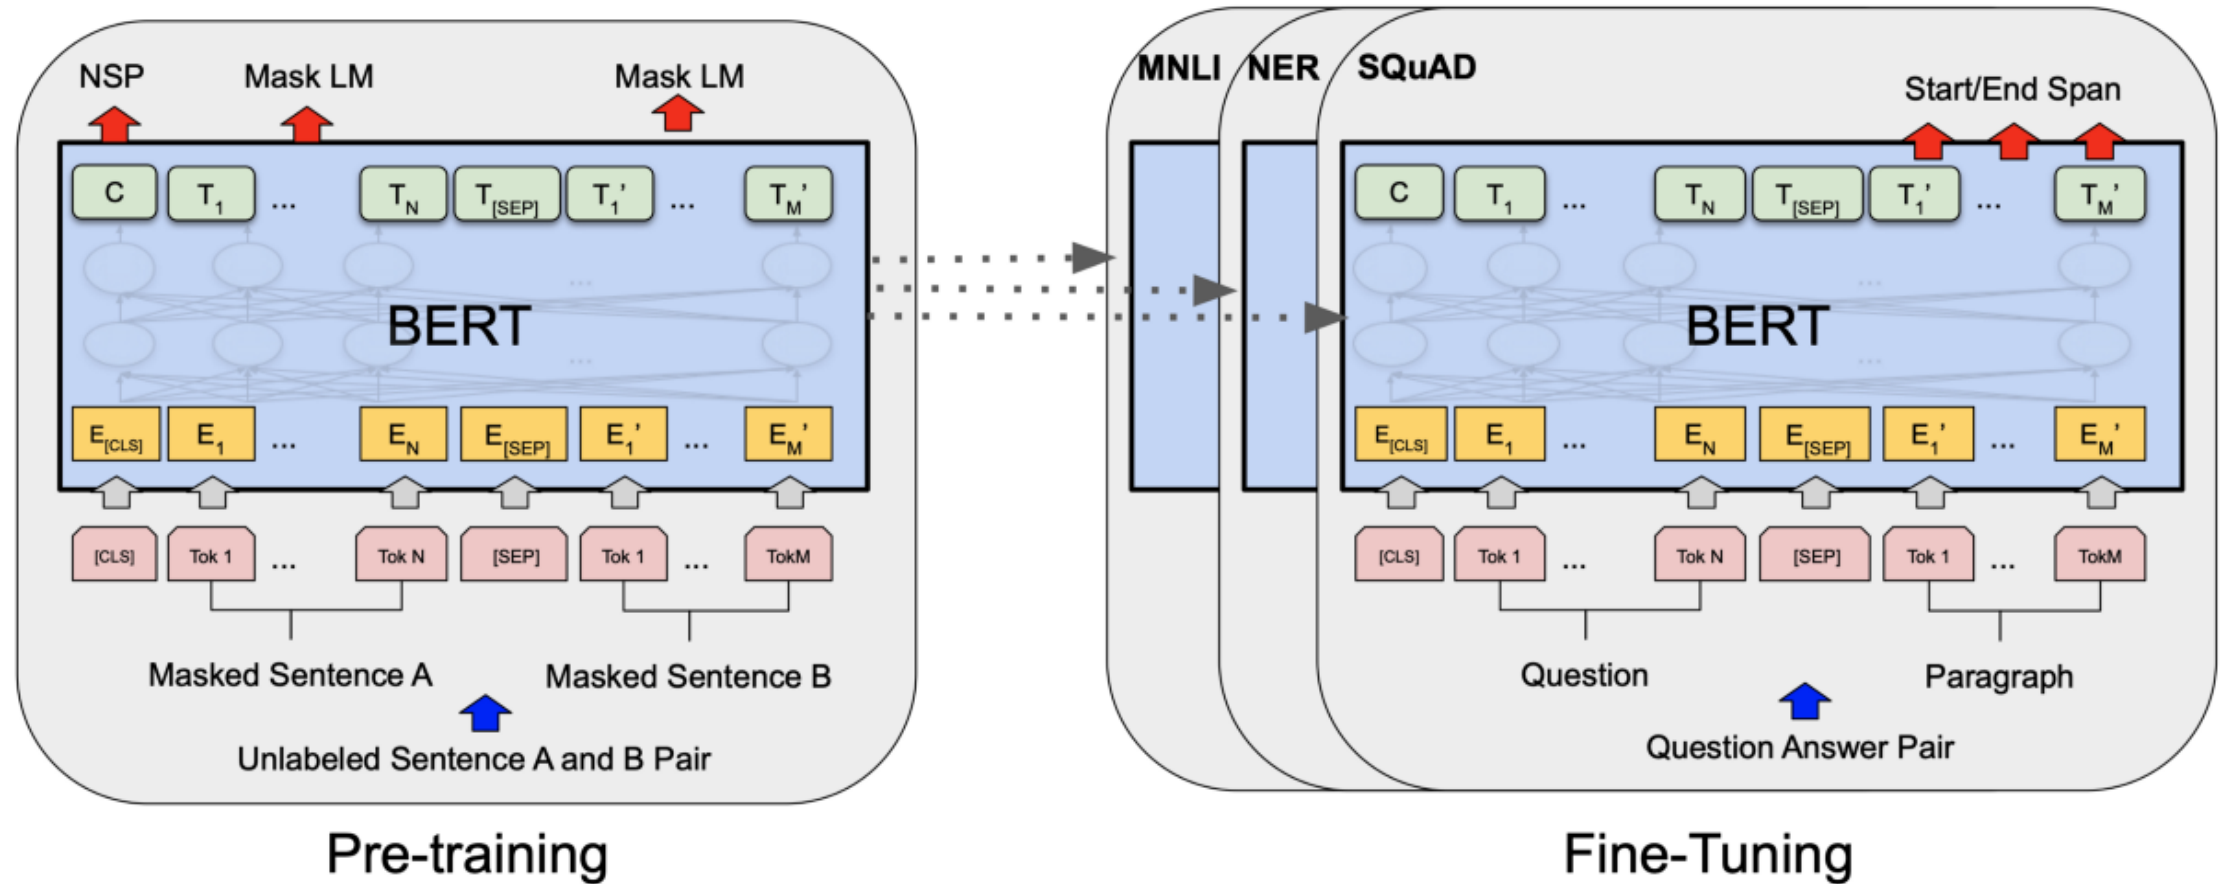 NSP Mask LM Mask LM
C T1 ... TN T[SEP] T1’ ... TM’
...
BERT
...
E[CLS] E1 ... EN E[SEP] E1’ ... EM’
[CLS] Tok 1 ... Tok N [SEP] Tok 1 ... TokM
Masked Sentence A Masked Sentence B
Unlabeled Sentence A and B Pair
Pre-training
MNLI NER SQuAD
Start/End Span
C T1 ... TN T[SEP] T1’ ... TM’
...
BERT
...
E[CLS] E1 ... EN E[SEP] E1’ ... EM’
[CLS] Tok 1 ... Tok N [SEP] Tok 1 ... TokM
Question Paragraph
Question Answer Pair
Fine-Tuning